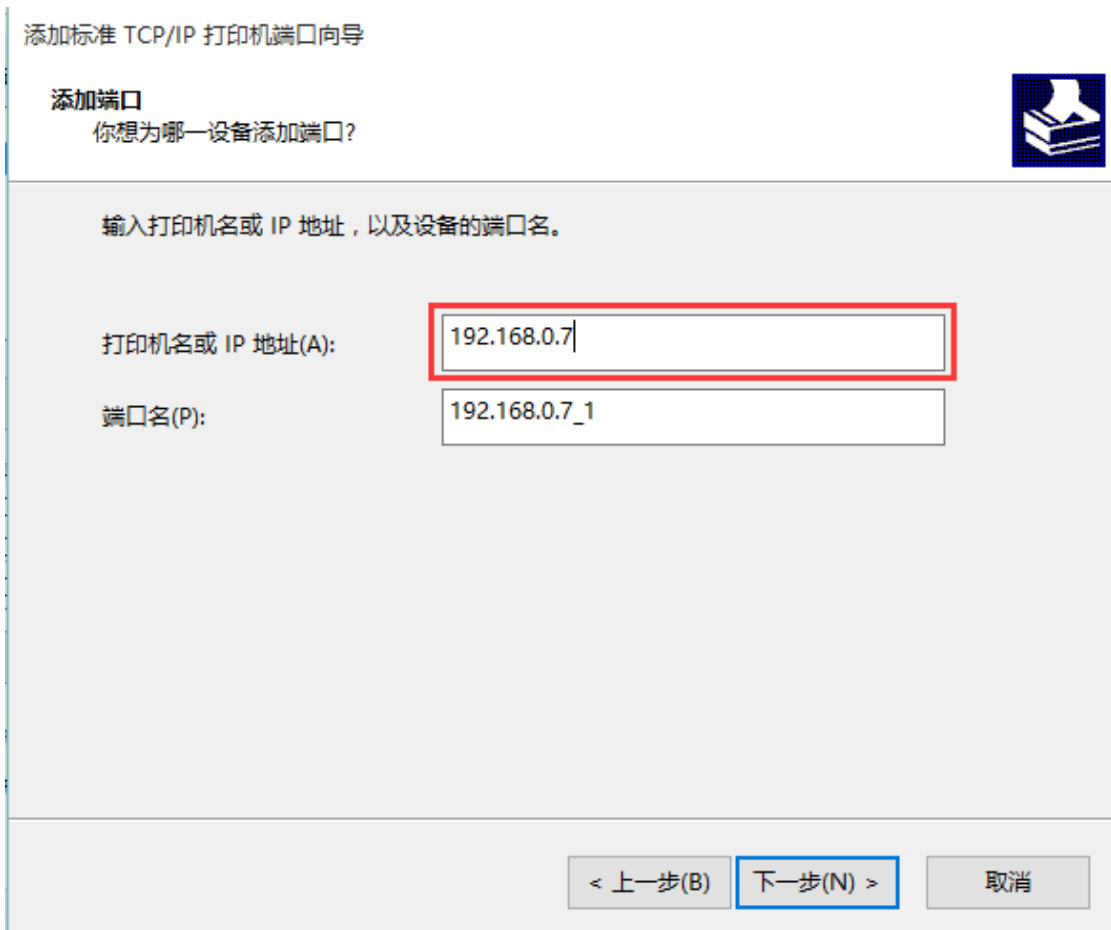 添加标准 TCP/IP 打印机端口向导
添加端口
你想为哪一设备添加端口?
输入打印机名或 IP 地址，以及设备的端口名。
打印机名或 IP 地址(A): 192.168.0.7
端口名(P): 192.168.0.7_1
< 上一步(B) 下一步(N) > 取消